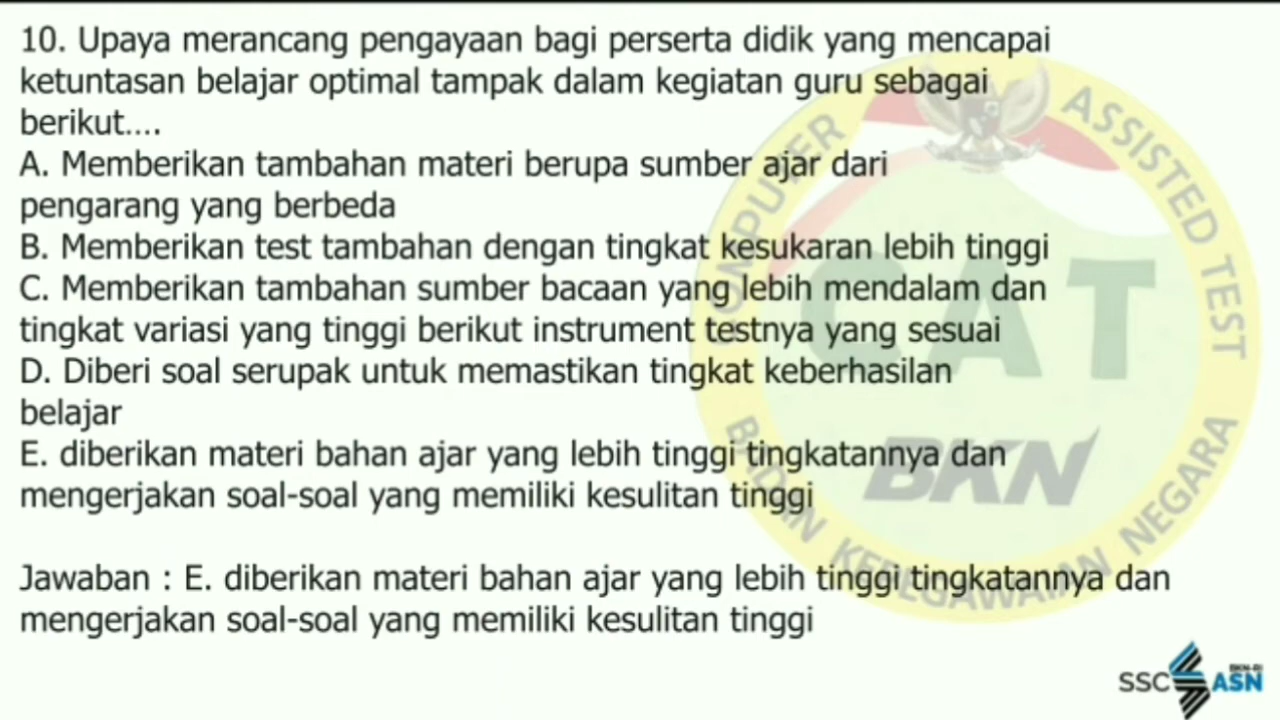 10. Upaya merancang pengayaan bagi perserta didik yang mencapai
ketuntasan belajar optimal tampak dalam kegiatan guru sebagai
berikut....
A. Memberikan tambahan materi berupa sumber ajar dari
pengarang yang berbeda
B. Memberikan test tambahan dengan tingkat kesukaran lebih tinggi
C. Memberikan tambahan sumber bacaan yang lebih mendalam dan
tingkat variasi yang tinggi berikut instrument testnya yang sesuai
D. Diberi soal serupak untuk memastikan tingkat keberhasilan
belajar
E. diberikan materi bahan ajar yang lebih tinggi tingkatannya dan
mengerjakan soal-soal yang memiliki kesulitan tinggi
Jawaban : E. diberikan materi bahan ajar yang lebih tinggi tingkatannya dan
mengerjakan soal-soal yang memiliki kesulitan tinggi
COMPUTER ASSISTED TEST
CAT
BKN
BADAN KEPEGAWAIAN NEGARA
BKN-RI
SSC ASN